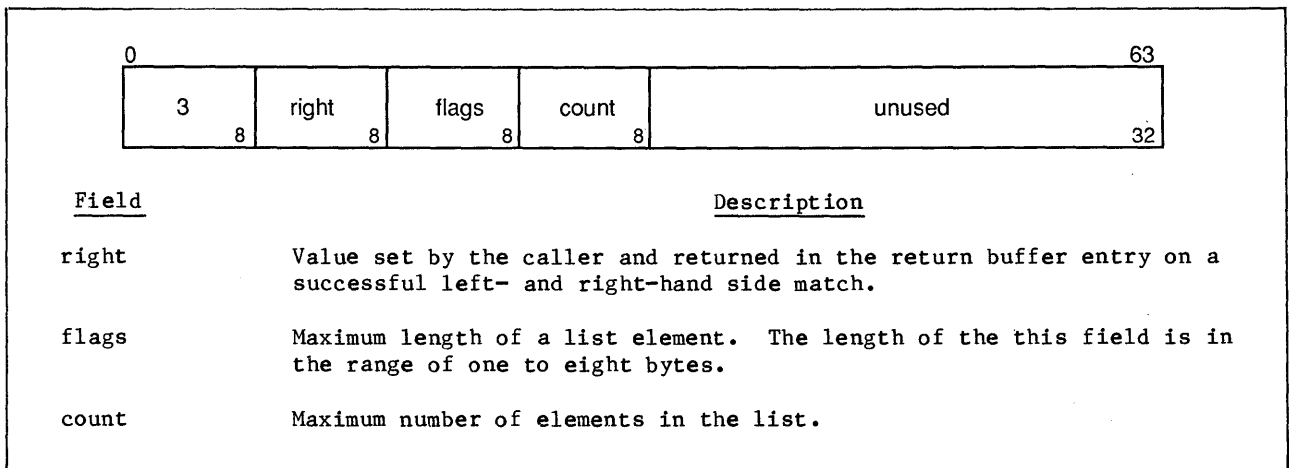 0 63
3 right flags count unused
8 8 8 8 32
Field Description
right Value set by the caller and returned in the return buffer entry on a
successful left- and right-hand side match.
flags Maximum length of a list element. The length of the this field is in
the range of one to eight bytes.
count Maximum number of elements in the list.